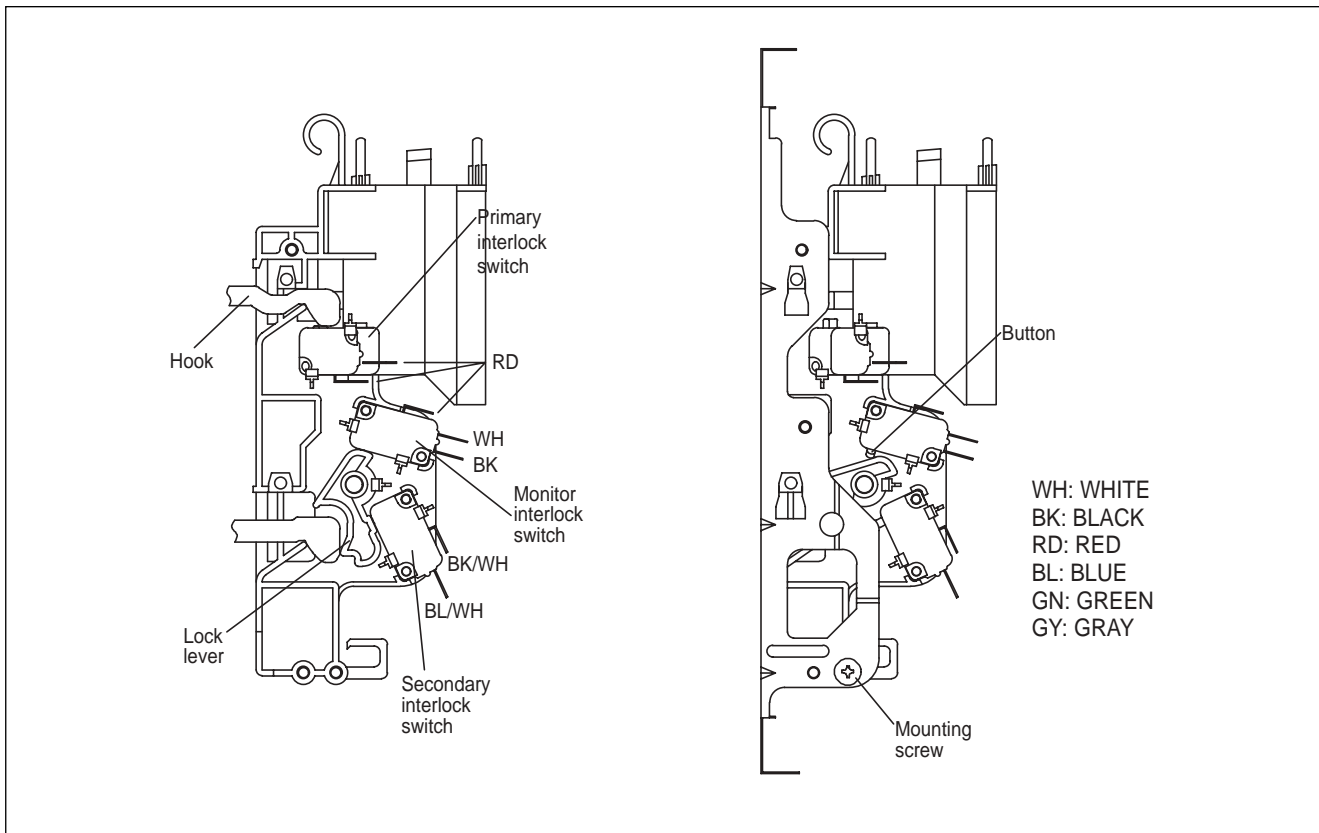 Primary
interlock
switch
Hook
RD
WH
BK
Monitor
interlock
switch
BK/WH
BL/WH
Lock
lever
Secondary
interlock
switch
Button
Mounting
screw
WH: WHITE
BK: BLACK
RD: RED
BL: BLUE
GN: GREEN
GY: GRAY